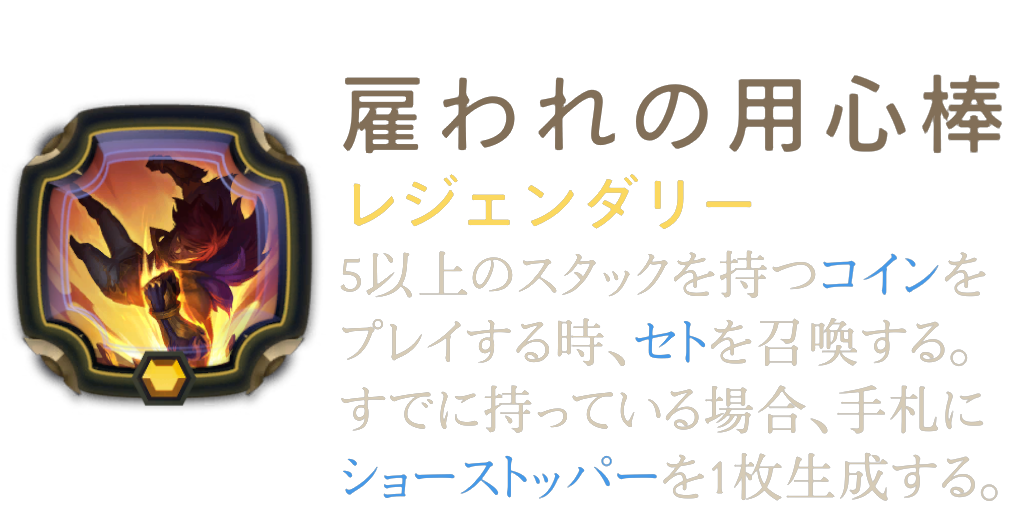 雇われの用心棒
レジェンダリー
5以上のスタックを持つコインを
プレイする時、セトを召喚する。
すでに持っている場合、手札に
ショーストッパーを1枚生成する。